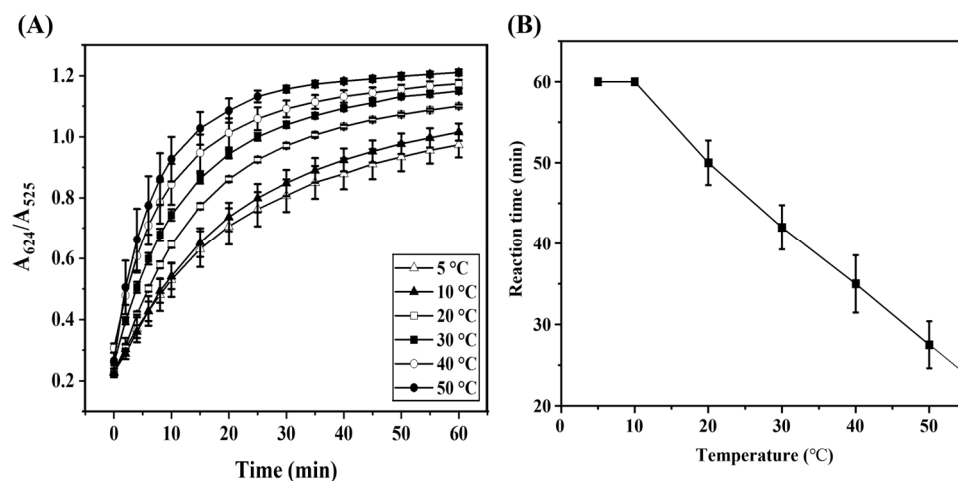 (A)
(B)
1.2
1.0
0.8
0.6
0.4
0.2
A624/A525
0 10 20 30 40 50 60
Time (min)
5 °C
10 °C
20 °C
30 °C
40 °C
50 °C
60
50
40
30
20
Reaction time (min)
0 10 20 30 40 50
Temperature (°C)